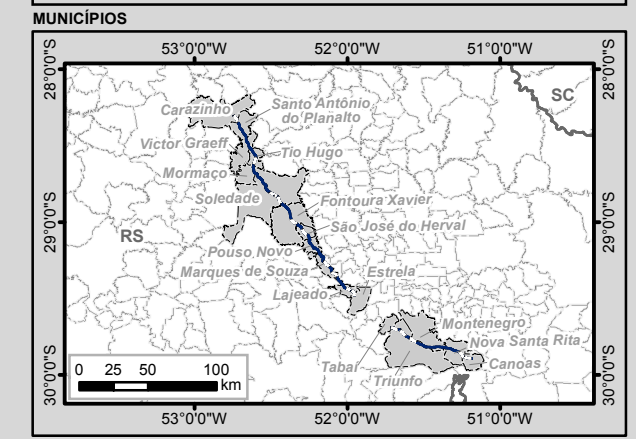 MUNICÍPIOS
53°0'0"W 52°0'0"W 51°0'0"W
28°0'0"S
28°0'0"S
SC
Carazinho
Santo Antônio
do Planalto
Victor Graeff
Tio Hugo
Mormaço
Soledade
Fontoura Xavier
São José do Herval
29°0'0"S
29°0'0"S
RS
Pouso Novo
Marques de Souza
Estrela
Lajeado
Montenegro
Nova Santa Rita
Tabaí
Canoas
Triunfo
30°0'0"S
30°0'0"S
0 25 50 100
km
53°0'0"W 52°0'0"W 51°0'0"W